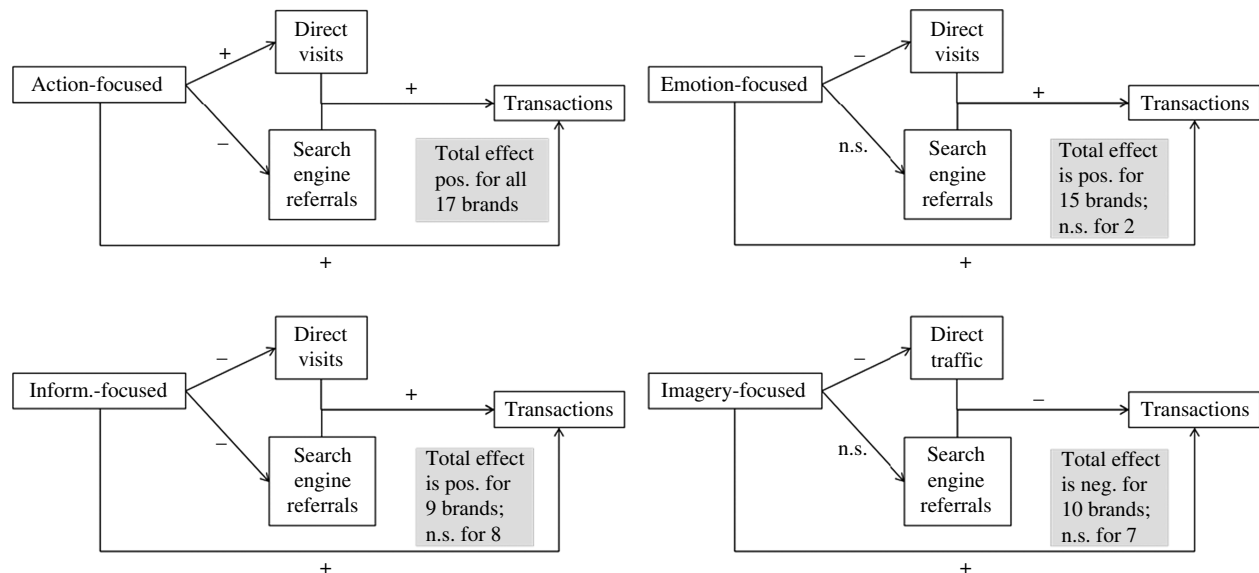 Action-focused
+
–
Direct
visits
Search
engine
referrals
+
Transactions
Total effect
pos. for all
17 brands
+
Emotion-focused
–
n.s.
Direct
visits
Search
engine
referrals
+
Transactions
Total effect
is pos. for
15 brands;
n.s. for 2
+
Inform.-focused
–
–
Direct
visits
Search
engine
referrals
+
Transactions
Total effect
is pos. for
9 brands;
n.s. for 8
+
Imagery-focused
–
n.s.
Direct
traffic
Search
engine
referrals
–
Transactions
Total effect
is neg. for
10 brands;
n.s. for 7
+